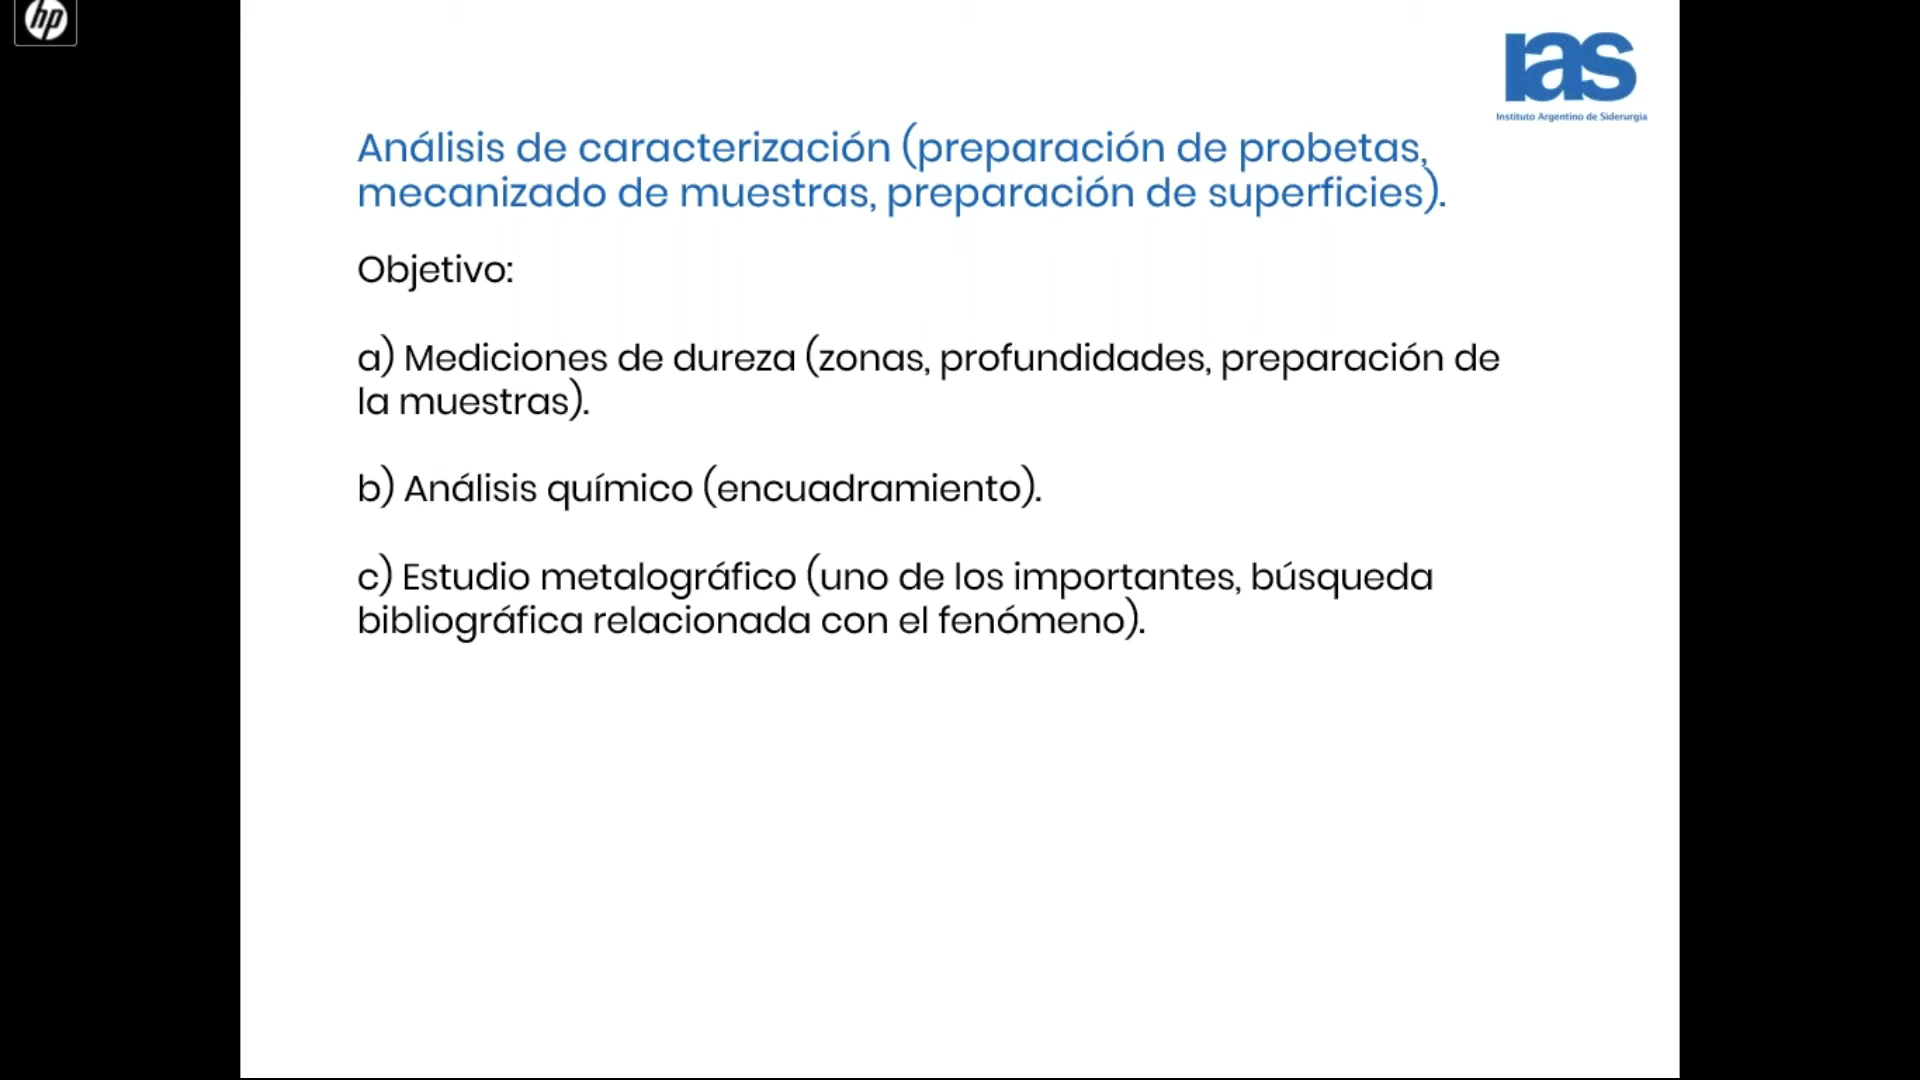 hp
ias
Instituto Argentino de Siderurgia
Análisis de caracterización (preparación de probetas,
mecanizado de muestras, preparación de superficies).
Objetivo:
a) Mediciones de dureza (zonas, profundidades, preparación de
la muestras).
b) Análisis químico (encuadramiento).
c) Estudio metalográfico (uno de los importantes, búsqueda
bibliográfica relacionada con el fenómeno).